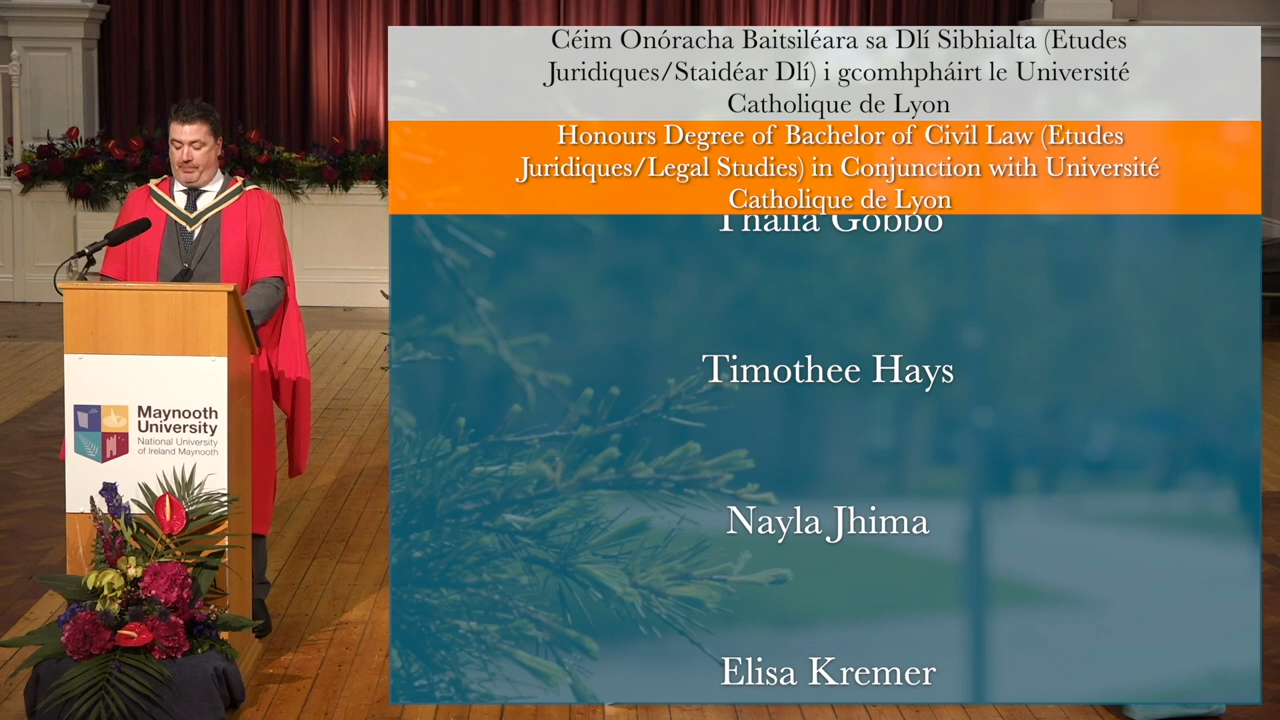 Céim Onóracha Baitsiléara sa Dlí Sibhialta (Etudes
Juridiques/Staidéar Dlí) i gcomhpháirt le Université
Catholique de Lyon
Honours Degree of Bachelor of Civil Law (Etudes
Juridiques/Legal Studies) in Conjunction with Université
Catholique de Lyon
Thalia Gobbo
Timothee Hays
Nayla Jhima
Elisa Kremer
Maynooth
University
National University
of Ireland Maynooth